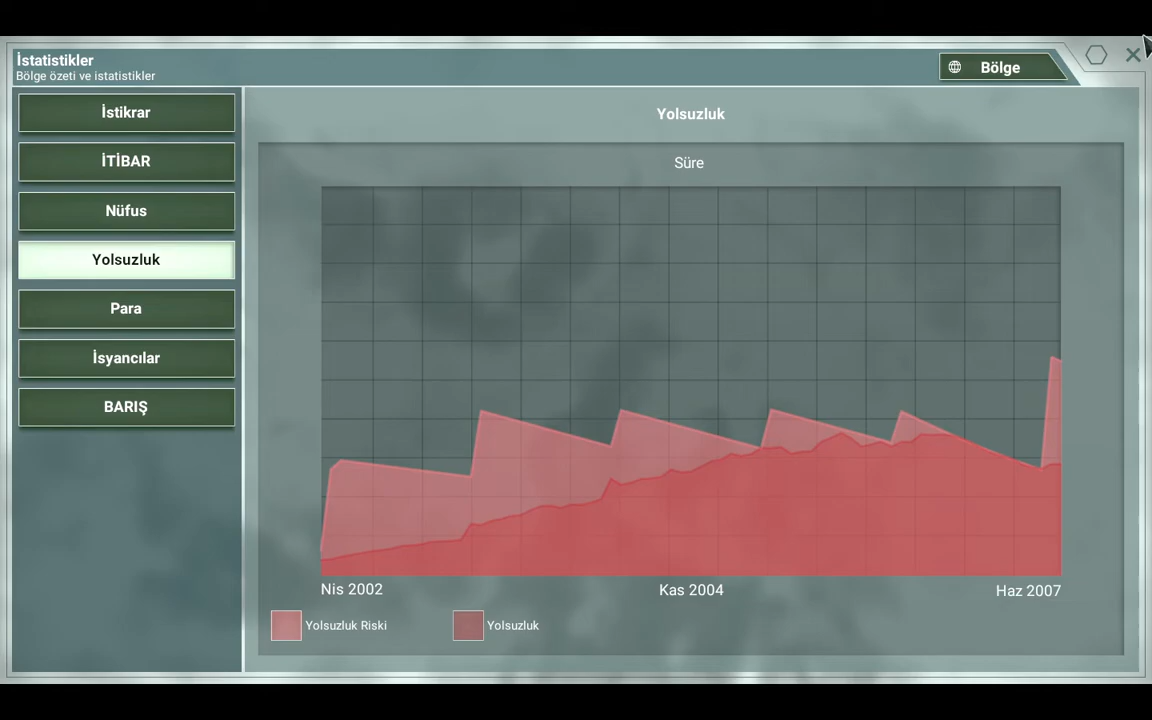 İstatistikler
Bölge özeti ve istatistikler
Bölge
İstikrar
İTİBAR
Nüfus
Yolsuzluk
Para
İsyancılar
BARIŞ
Yolsuzluk
Süre
Nis 2002
Kas 2004
Haz 2007
Yolsuzluk Riski
Yolsuzluk